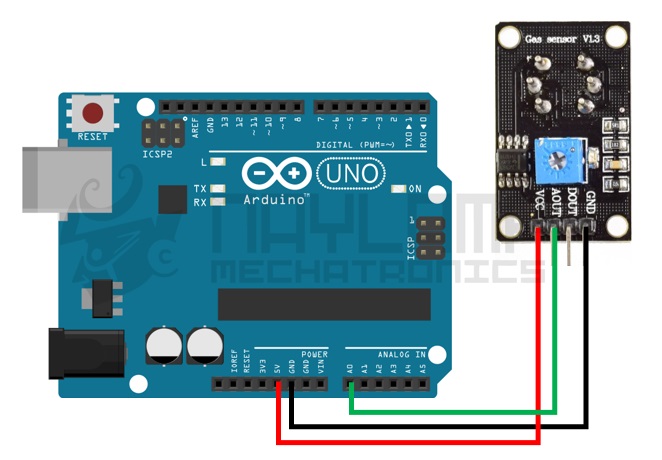 Gas sensor V1.3
VCC
AOUT
DOUT
GND
RESET
ICSP2
AREF
GND
13
12
~11
~10
~9
8
7
~6
~5
4
~3
2
TXD▶1
RXD◀0
DIGITAL (PWM=~)
L
TX
RX
UNO
Arduino™
ON
1
ICSP
NAYLAMP
MECHATRONICS
POWER
ANALOG IN
IOREF
RESET
3V3
5V
GND
GND
VIN
A0
A1
A2
A3
A4
A5